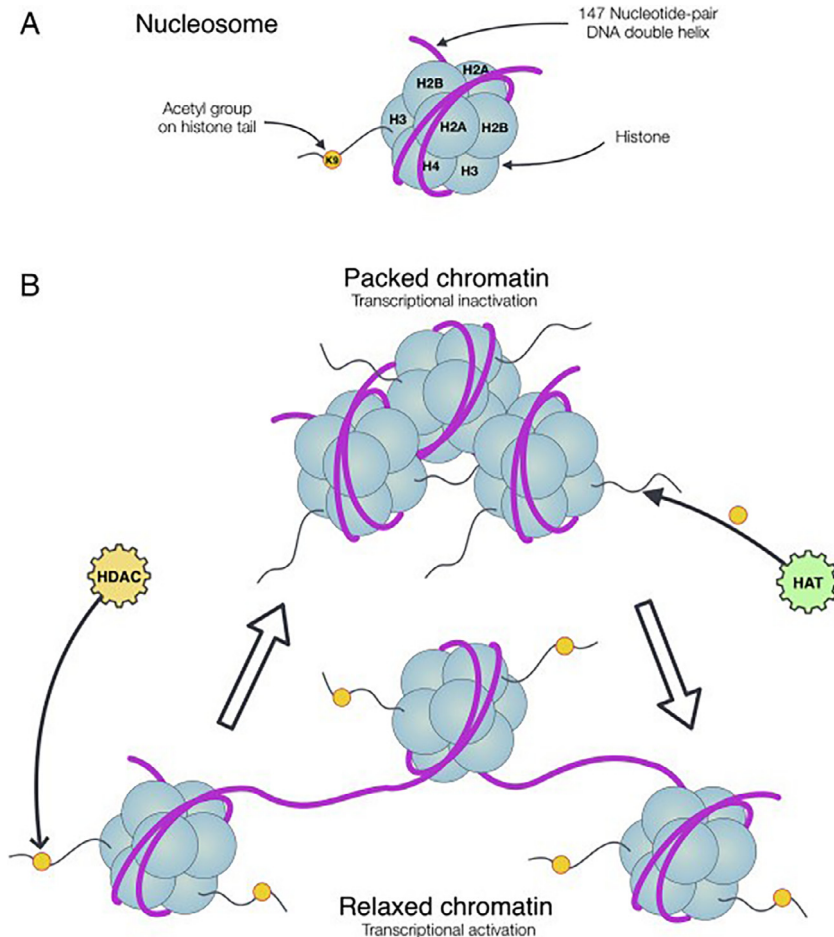 A
Nucleosome
147 Nucleotide-pair
DNA double helix
Acetyl group
on histone tail
K9
H2A
H2B
H3
H2A
H2B
H4
H3
Histone
B
Packed chromatin
Transcriptional inactivation
HDAC
HAT
Relaxed chromatin
Transcriptional activation